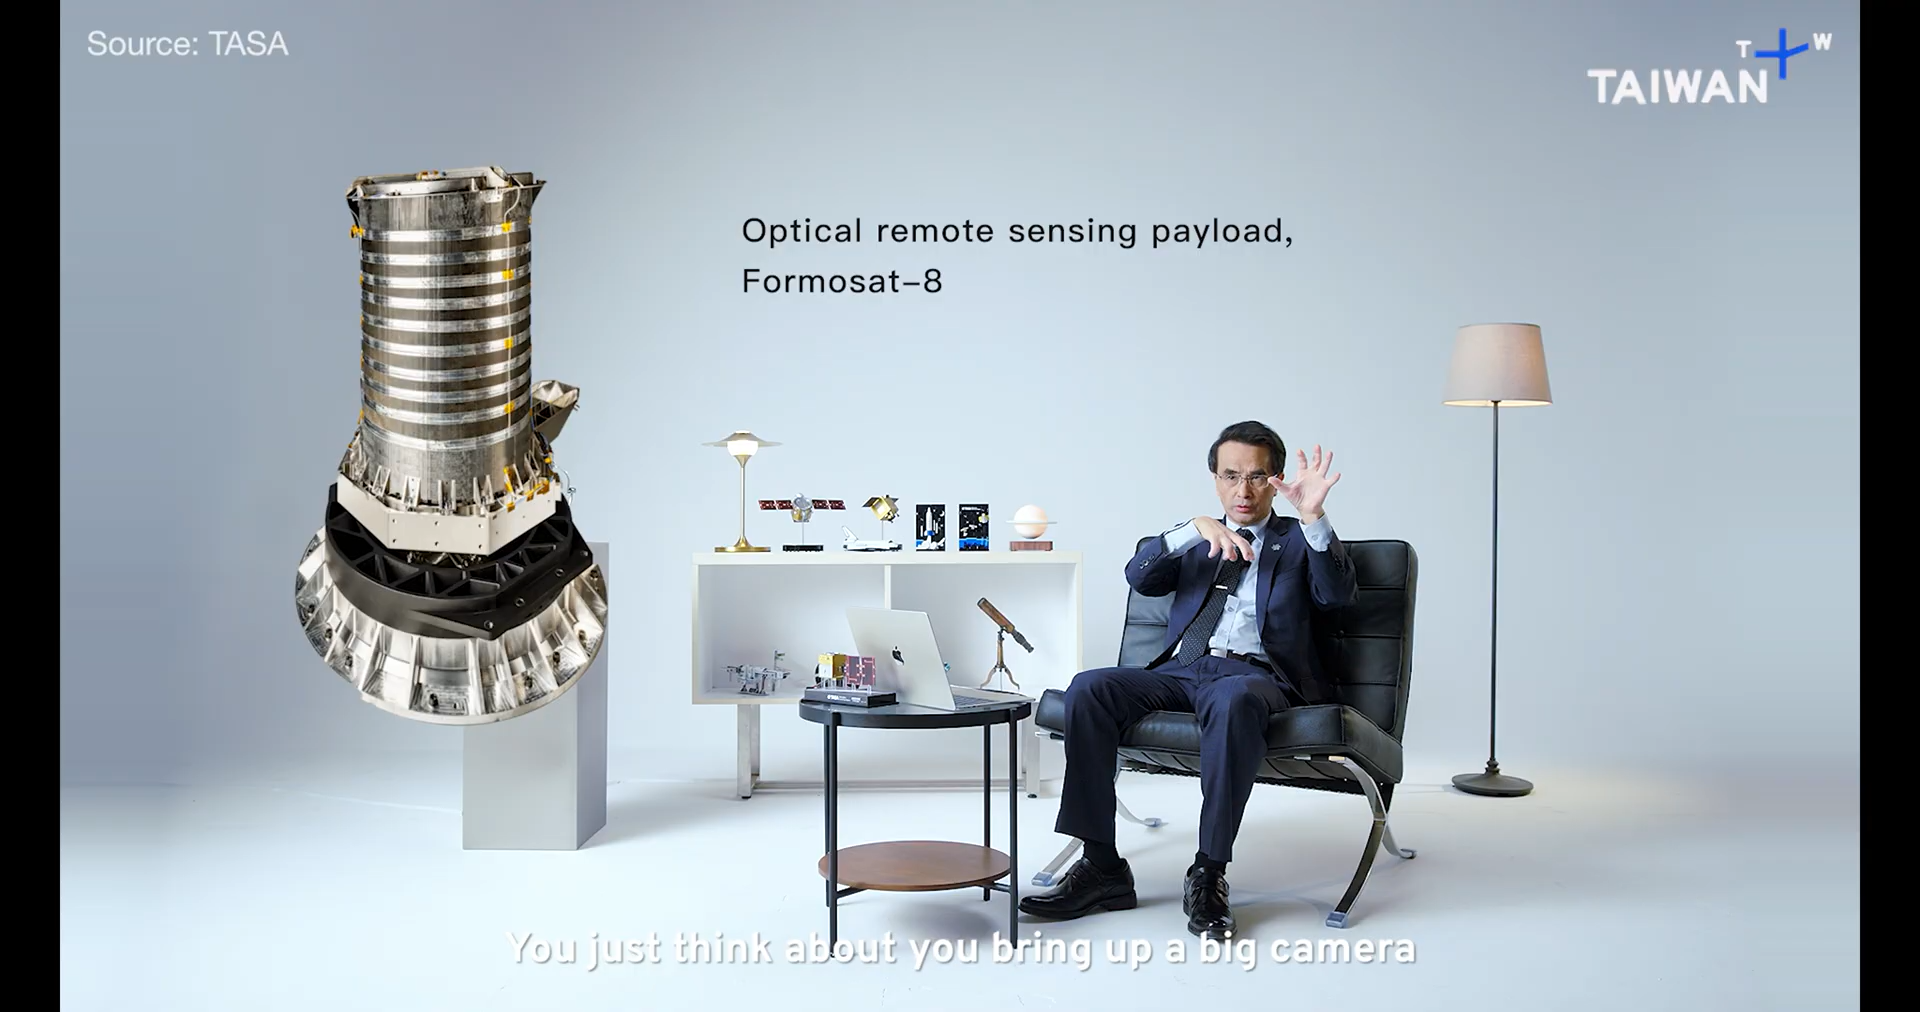 Source: TASA
T W
TAIWAN
Optical remote sensing payload,
Formosat–8
You just think about you bring up a big camera